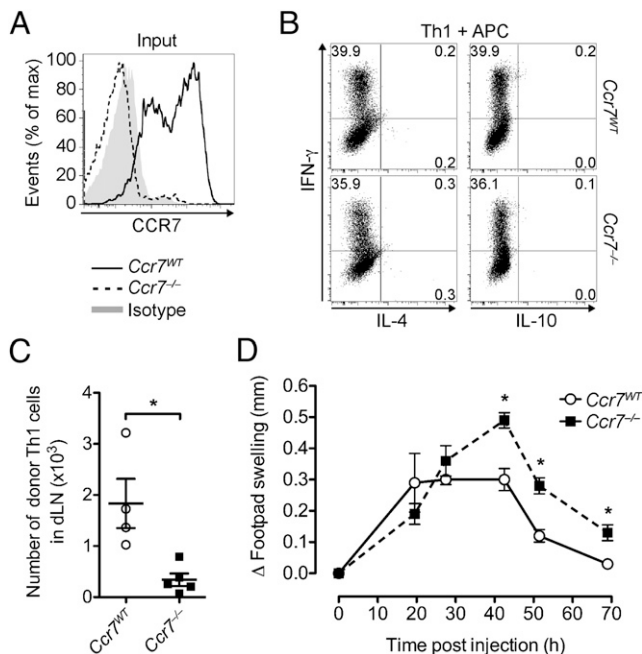 A
Input
Events (% of max)
100
80
60
40
20
0
CCR7
Ccr7WT
Ccr7–/–
Isotype
B
Th1 + APC
IFN-γ
39.9
0.2
0.2
39.9
0.2
0.0
Ccr7WT
35.9
0.3
0.3
36.1
0.1
0.0
Ccr7–/–
IL-4
IL-10
C
Number of donor Th1 cells
in dLN (x10³)
4
3
2
1
0
*
Ccr7WT
Ccr7–/–
D
Δ Footpad swelling (mm)
0.6
0.5
0.4
0.3
0.2
0.1
0.0
*
*
*
Ccr7WT
Ccr7–/–
0
10
20
30
40
50
60
70
Time post injection (h)